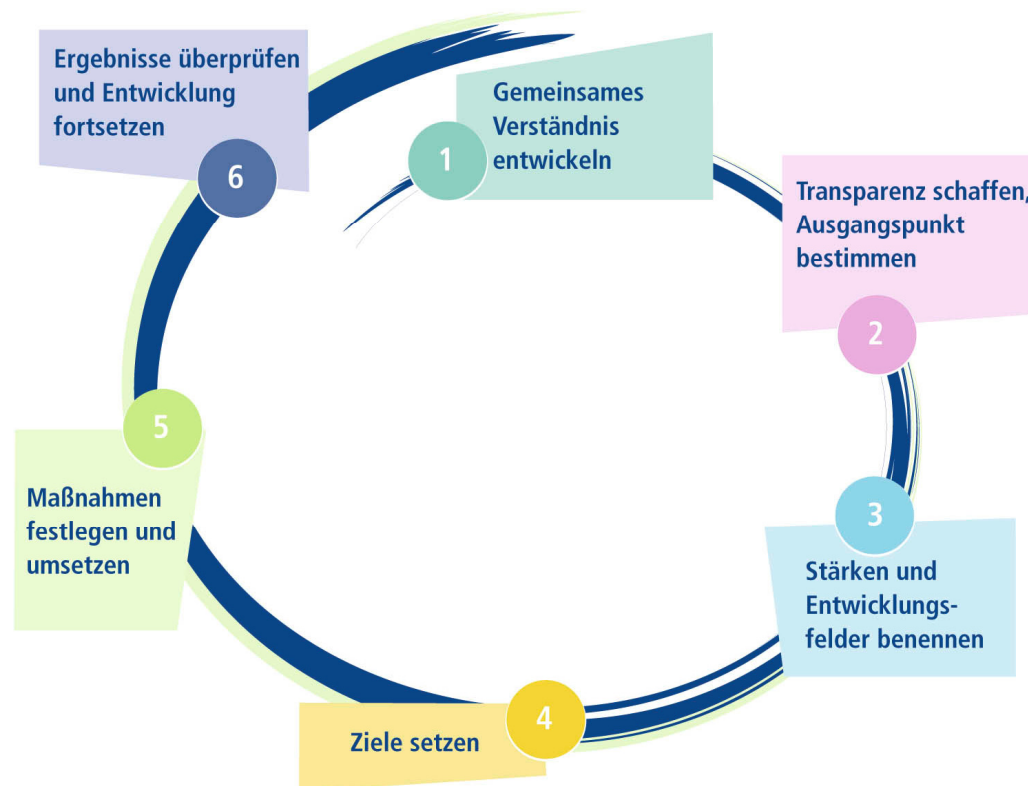 1
Gemeinsames
Verständnis
entwickeln
2
Transparenz schaffen,
Ausgangspunkt
bestimmen
3
Stärken und
Entwicklungs-
felder benennen
4
Ziele setzen
5
Maßnahmen
festlegen und
umsetzen
6
Ergebnisse überprüfen
und Entwicklung
fortsetzen